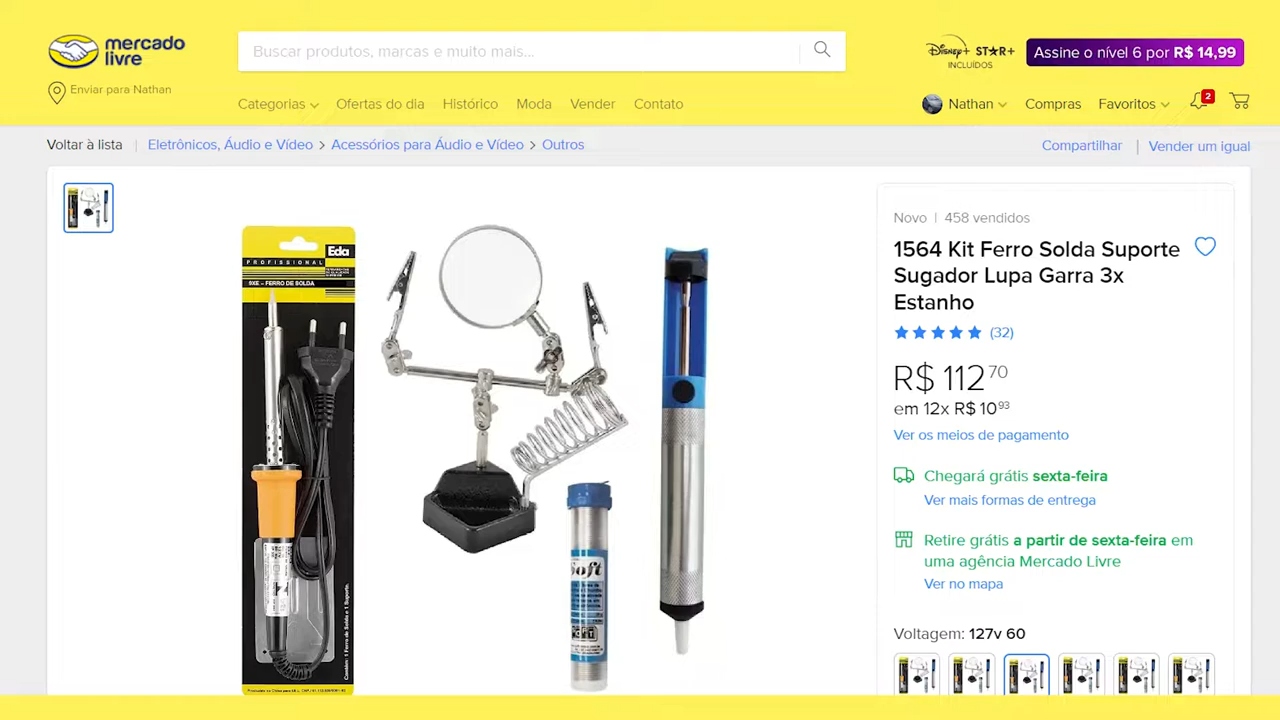 mercado
livre
Buscar produtos, marcas e muito mais...
Disney+ STAR+
INCLUÍDOS
Assine o nível 6 por R$ 14,99
Enviar para Nathan
Categorias
Ofertas do dia
Histórico
Moda
Vender
Contato
Nathan
Compras
Favoritos
2
Voltar à lista
Eletrônicos, Áudio e Vídeo > Acessórios para Áudio e Vídeo > Outros
Compartilhar | Vender um igual
Eda
PROFISSIONAL
FERRO DE SOLDA
Soft
Novo | 458 vendidos
1564 Kit Ferro Solda Suporte
Sugador Lupa Garra 3x
Estanho
(32)
R$ 112 70
em 12x R$ 10 93
Ver os meios de pagamento
Chegará grátis sexta-feira
Ver mais formas de entrega
Retire grátis a partir de sexta-feira em
uma agência Mercado Livre
Ver no mapa
Voltagem: 127v 60